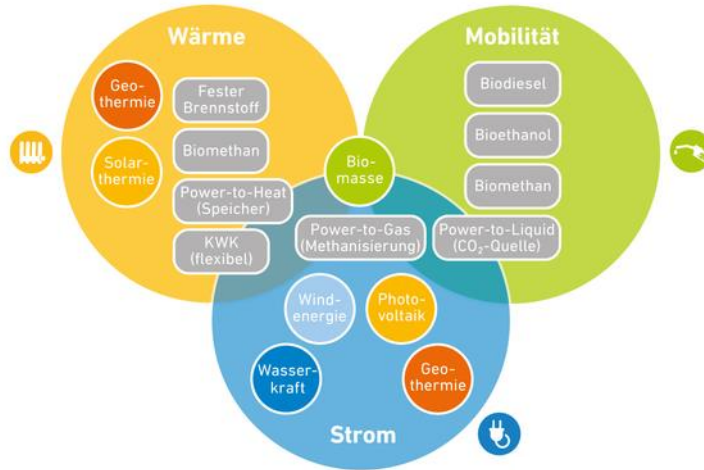 Wärme
Mobilität
Geo-
thermie
Fester
Brennstoff
Solar-
thermie
Biomethan
Power-to-Heat
(Speicher)
KWK
(flexibel)
Bio-
masse
Biodiesel
Bioethanol
Biomethan
Power-to-Gas
(Methanisierung)
Power-to-Liquid
(CO₂-Quelle)
Wind-
energie
Photo-
voltaik
Wasser-
kraft
Geo-
thermie
Strom